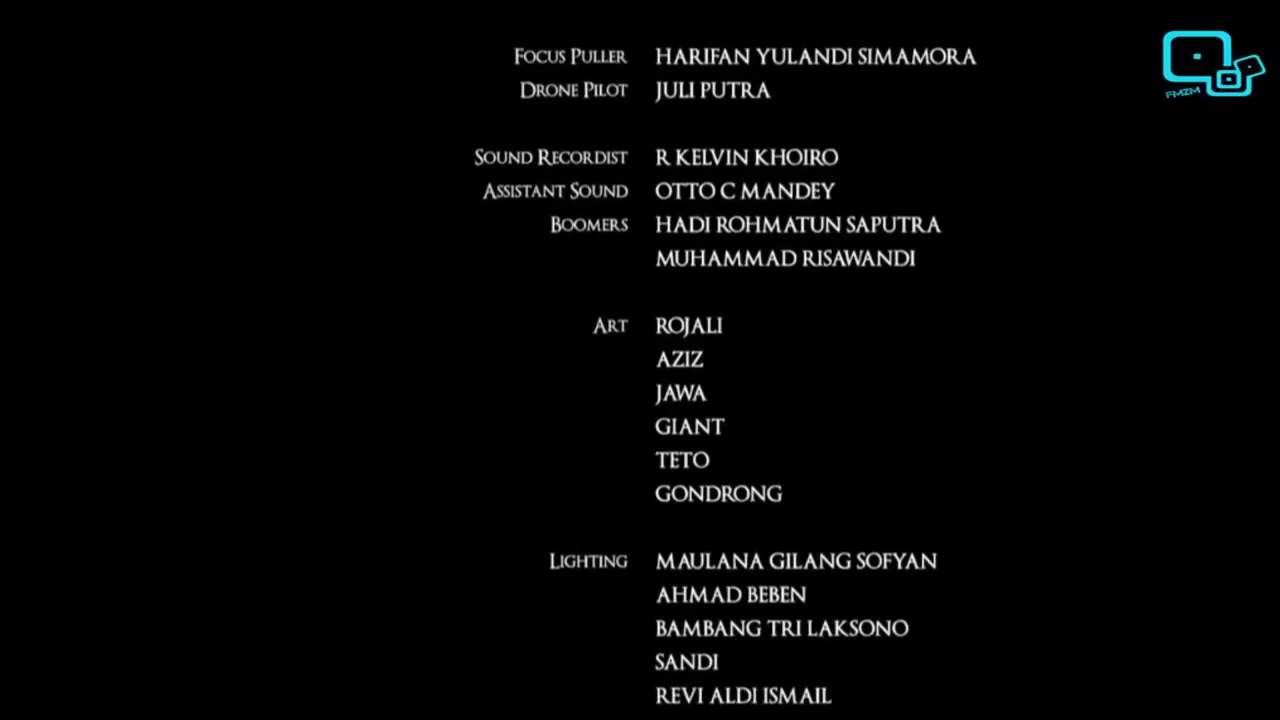 Focus Puller HARIFAN YULANDI SIMAMORA
Drone Pilot JULI PUTRA
Sound Recordist R KELVIN KHOIRO
Assistant Sound OTTO C MANDEY
Boomers HADI ROHMATUN SAPUTRA
MUHAMMAD RISAWANDI
Art ROJALI
AZIZ
JAWA
GIANT
TETO
GONDRONG
Lighting MAULANA GILANG SOFYAN
AHMAD BEBEN
BAMBANG TRI LAKSONO
SANDI
REVI ALDI ISMAIL
FMZM